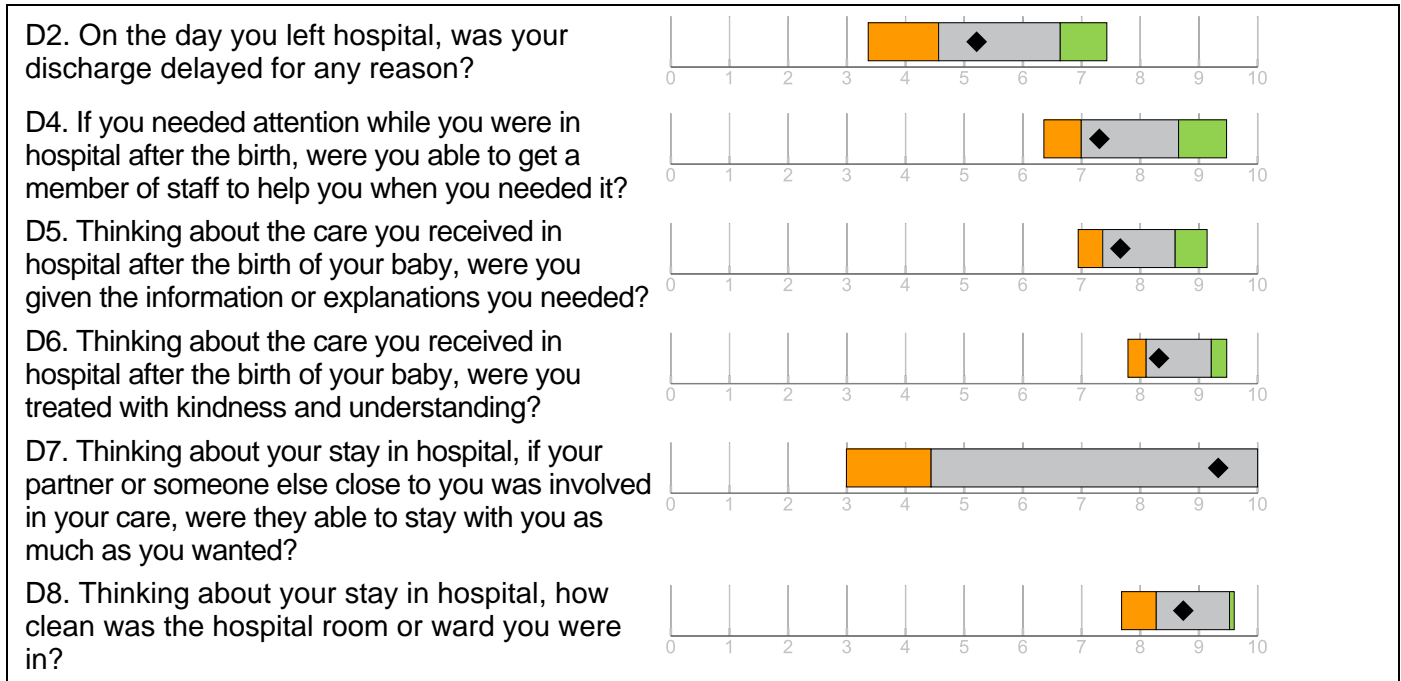 D2. On the day you left hospital, was your
discharge delayed for any reason?
0 1 2 3 4 5 6 7 8 9 10
D4. If you needed attention while you were in
hospital after the birth, were you able to get a
member of staff to help you when you needed it?
0 1 2 3 4 5 6 7 8 9 10
D5. Thinking about the care you received in
hospital after the birth of your baby, were you
given the information or explanations you needed?
0 1 2 3 4 5 6 7 8 9 10
D6. Thinking about the care you received in
hospital after the birth of your baby, were you
treated with kindness and understanding?
0 1 2 3 4 5 6 7 8 9 10
D7. Thinking about your stay in hospital, if your
partner or someone else close to you was involved
in your care, were they able to stay with you as
much as you wanted?
0 1 2 3 4 5 6 7 8 9 10
D8. Thinking about your stay in hospital, how
clean was the hospital room or ward you were
in?
0 1 2 3 4 5 6 7 8 9 10